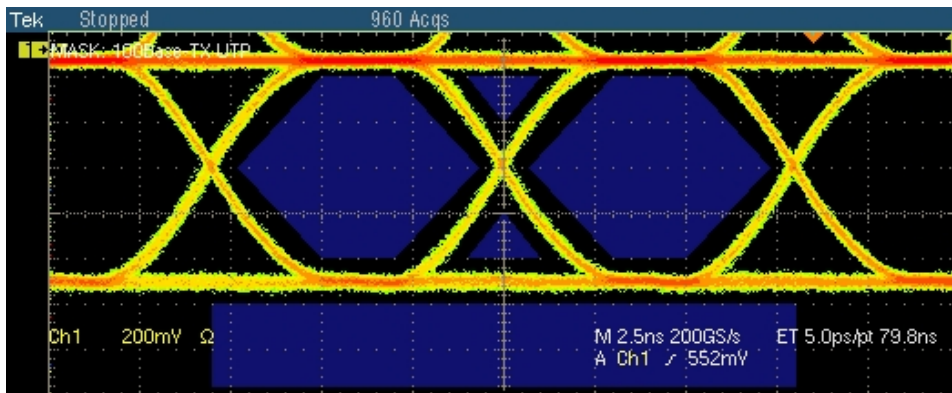 Tek Stopped 960 Acqs
1 MASK: 100Base-TX UTP
Ch1 200mV Ω M 2.5ns 200GS/s ET 5.0ps/pt 79.8ns
A Ch1 552mV